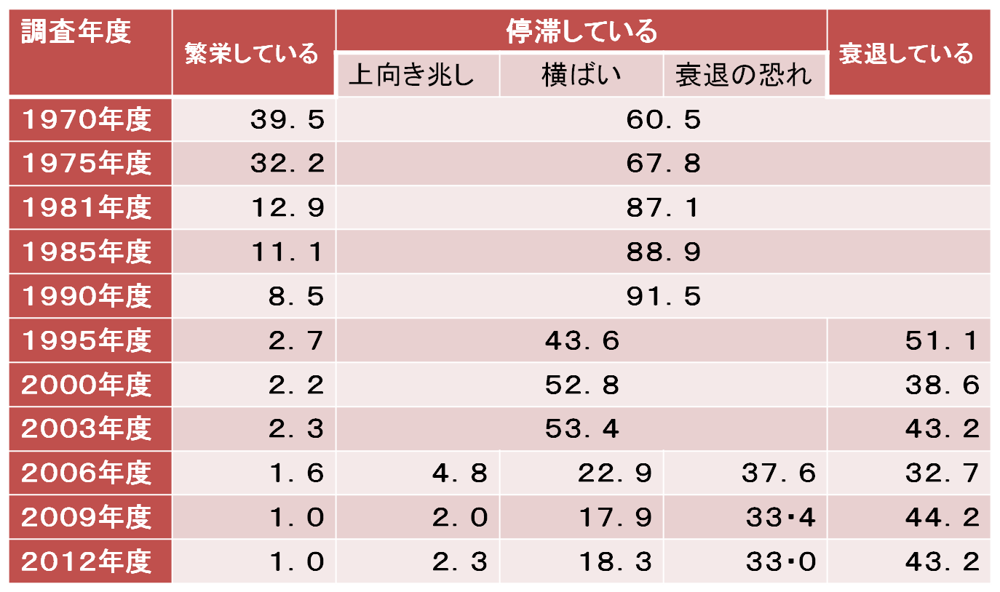 調査年度 繁栄している 停滞している 衰退している
上向き兆し 横ばい 衰退の恐れ
1970年度 39.5 60.5
1975年度 32.2 67.8
1981年度 12.9 87.1
1985年度 11.1 88.9
1990年度 8.5 91.5
1995年度 2.7 43.6 51.1
2000年度 2.2 52.8 38.6
2003年度 2.3 53.4 43.2
2006年度 1.6 4.8 22.9 37.6 32.7
2009年度 1.0 2.0 17.9 33・4 44.2
2012年度 1.0 2.3 18.3 33・0 43.2